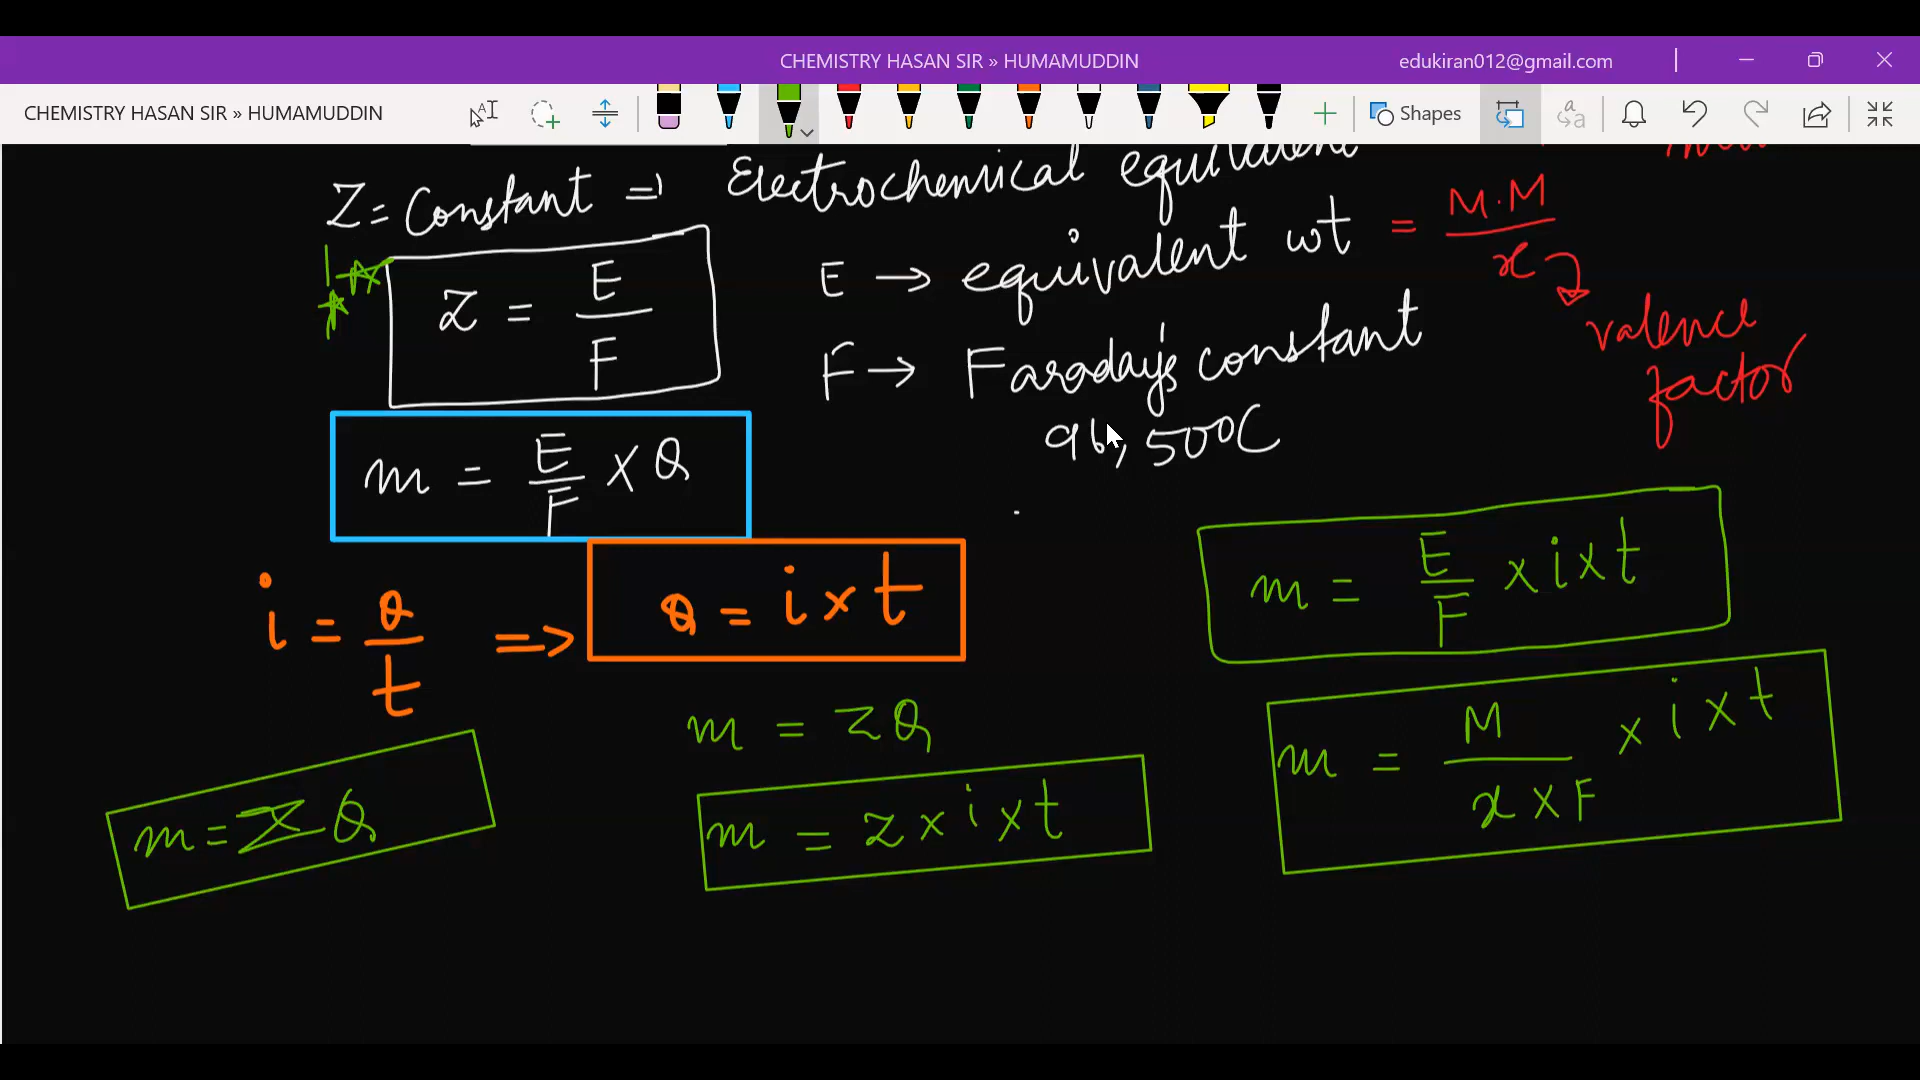 CHEMISTRY HASAN SIR » HUMAMUDDIN
edukiran012@gmail.com
CHEMISTRY HASAN SIR » HUMAMUDDIN
Shapes
Z = Constant => Electrochemical equivalent
Z = E / F
E → equivalent wt = M.M / x
valence factor
F → Faraday's constant
96,500C
m = E / F × Q
i = Q / t => Q = i × t
m = E / F × i × t
m = ZQ
m = ZQ
m = z × i × t
m = M / x × F × i × t